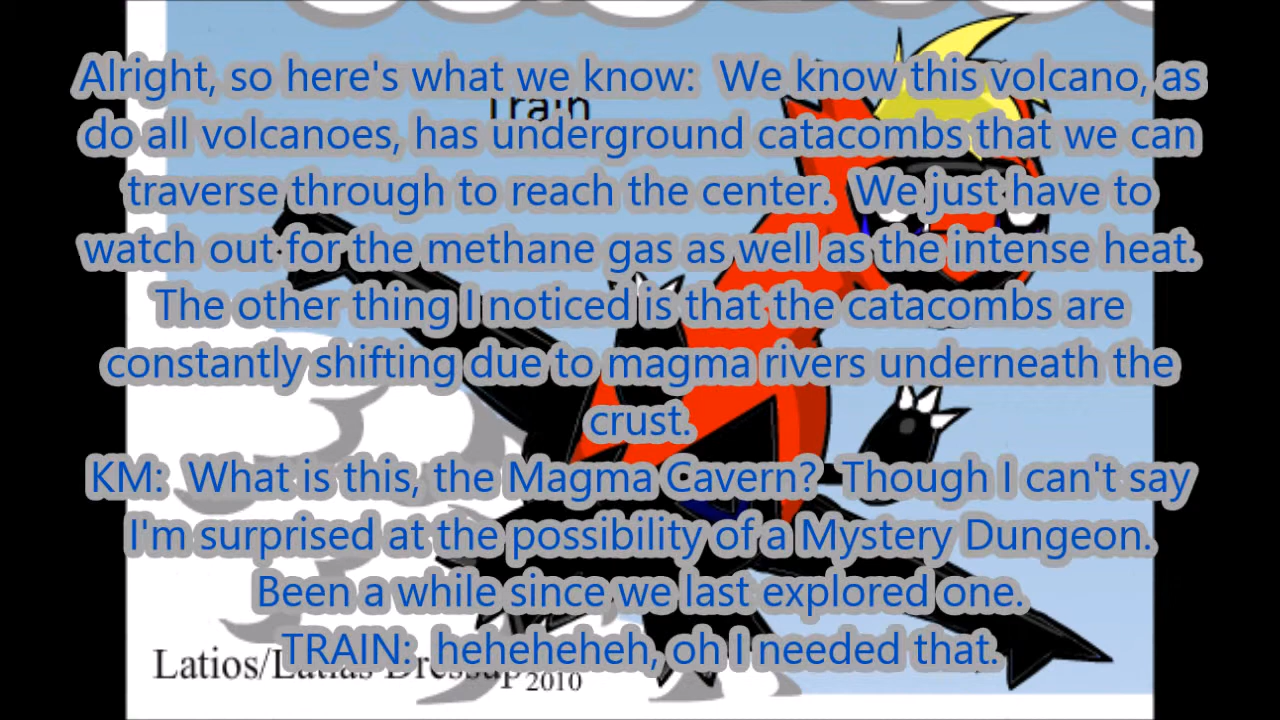 Train
Alright, so here's what we know:  We know this volcano, as
do all volcanoes, has underground catacombs that we can
traverse through to reach the center.  We just have to
watch out for the methane gas as well as the intense heat.
The other thing I noticed is that the catacombs are
constantly shifting due to magma rivers underneath the
crust.
KM:  What is this, the Magma Cavern?  Though I can't say
I'm surprised at the possibility of a Mystery Dungeon.
Been a while since we last explored one.
TRAIN:  heheheheh, oh I needed that.
Latios/Latias Dressup 2010